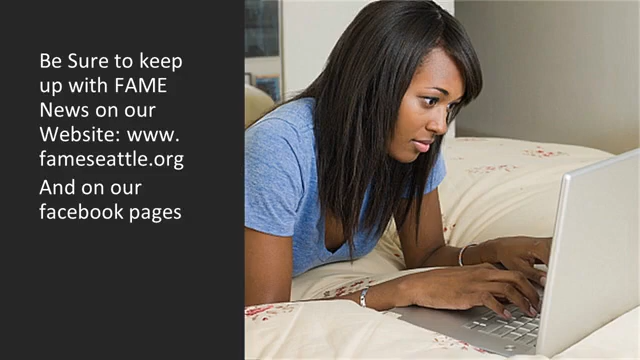 Be Sure to keep
up with FAME
News on our
Website: www.
fameseattle.org
And on our
facebook pages